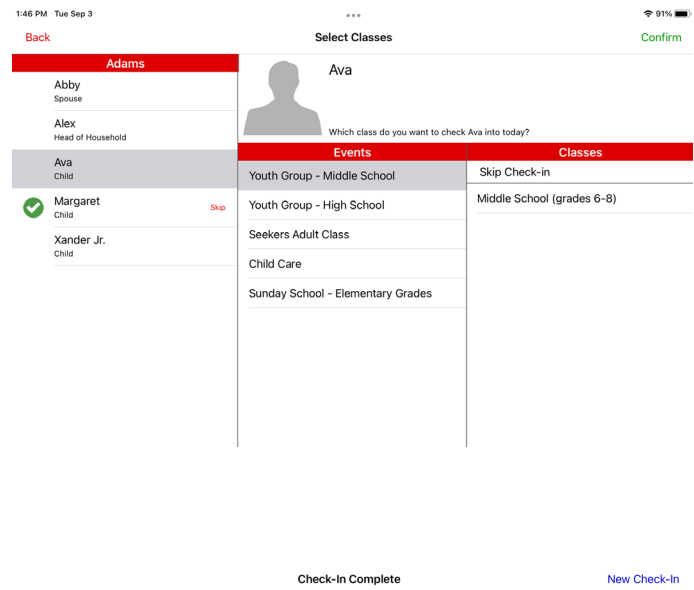 1:46 PM Tue Sep 3
91%
Back
Select Classes
Confirm
Adams
Abby
Spouse
Alex
Head of Household
Ava
Child
Margaret
Child
Skip
Xander Jr.
Child
Ava
Which class do you want to check Ava into today?
Events
Youth Group - Middle School
Youth Group - High School
Seekers Adult Class
Child Care
Sunday School - Elementary Grades
Classes
Skip Check-in
Middle School (grades 6-8)
Check-In Complete
New Check-In